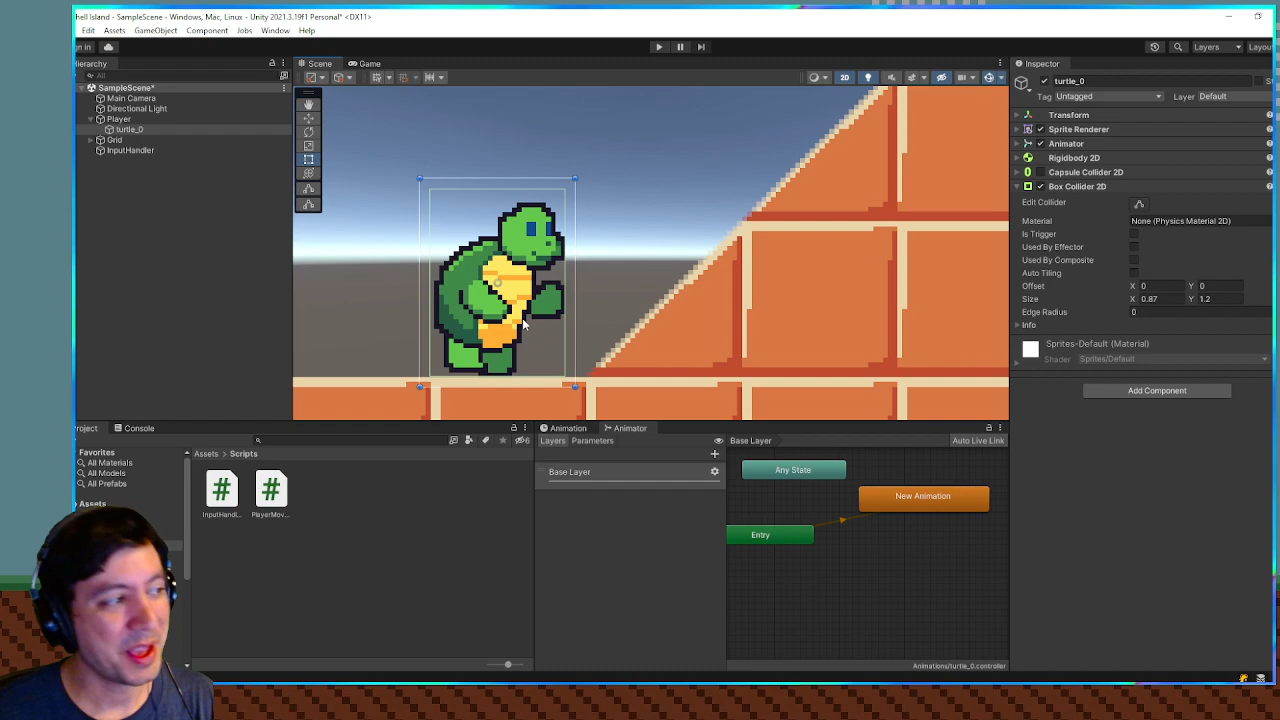 hell Island - SampleScene - Windows, Mac, Linux - Unity 2021.3.19f1 Personal* <DX11>
Edit Assets GameObject Component Jobs Window Help
n in
Layers
Layou
ierarchy
All
SampleScene*
Main Camera
Directional Light
Player
turtle_0
Grid
InputHandler
Scene
Game
2D
Inspector
turtle_0
St
Tag Untagged
Layer Default
Transform
Sprite Renderer
Animator
Rigidbody 2D
Capsule Collider 2D
Box Collider 2D
Edit Collider
Material None (Physics Material 2D)
Is Trigger
Used By Effector
Used By Composite
Auto Tiling
Offset X 0 Y 0
Size X 0.87 Y 1.2
Edge Radius 0
Info
Sprites-Default (Material)
Shader Sprites/Default
Add Component
roject
Console
6
Favorites
All Materials
All Models
All Prefabs
Assets
Assets > Scripts
#
InputHandl...
#
PlayerMov...
Animation
Animator
Layers
Parameters
Base Layer
Auto Live Link
Base Layer
Any State
New Animation
Entry
Animations/turtle_0.controller